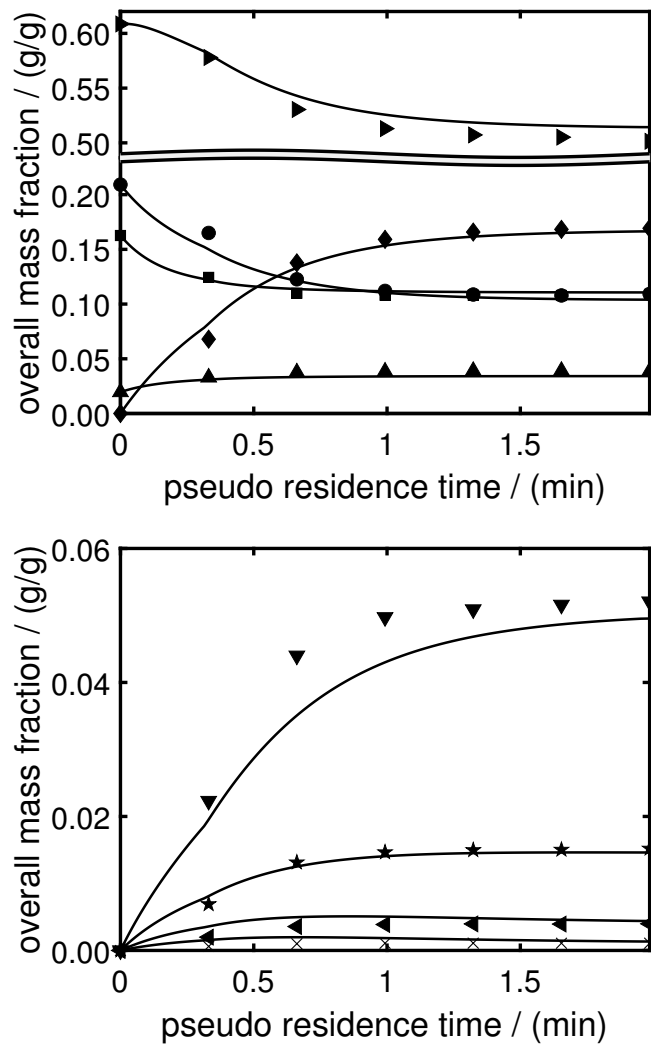 overall mass fraction / (g/g)
0.60
0.55
0.50
0.20
0.15
0.10
0.05
0.00
0 0.5 1 1.5
pseudo residence time / (min)
overall mass fraction / (g/g)
0.06
0.04
0.02
0.00
0 0.5 1 1.5
pseudo residence time / (min)